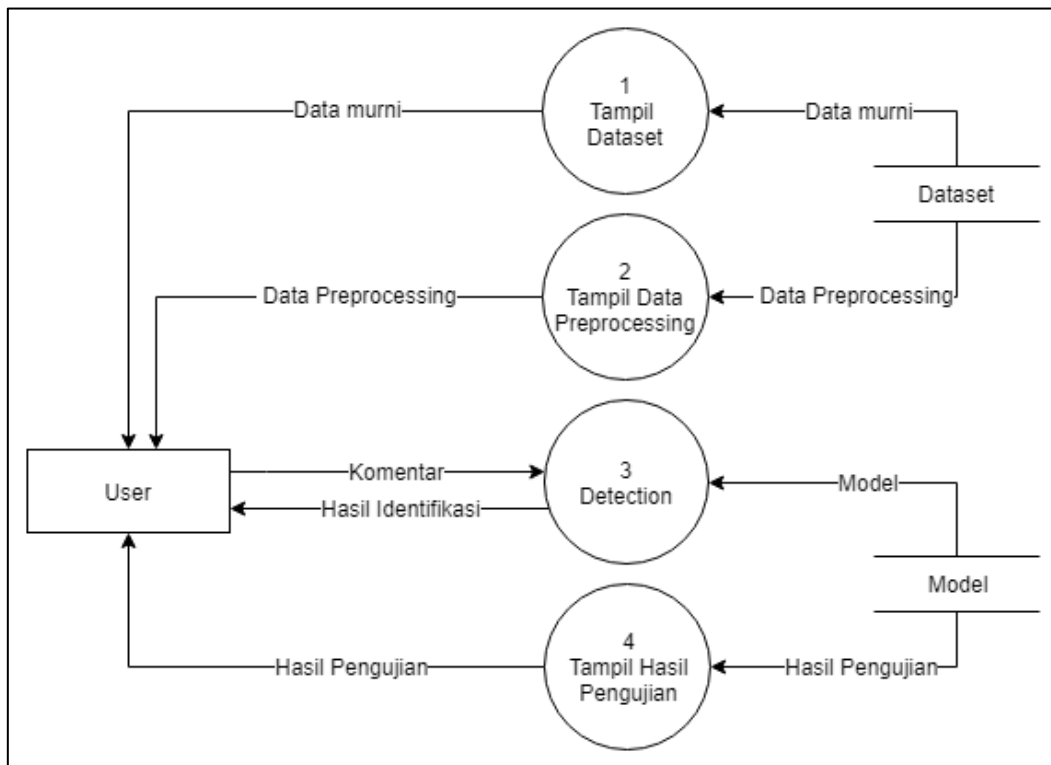 1
Tampil
Dataset
Data murni
Data murni
Dataset
2
Tampil Data
Preprocessing
Data Preprocessing
Data Preprocessing
User
Komentar
Hasil Identifikasi
3
Detection
Model
Model
4
Tampil Hasil
Pengujian
Hasil Pengujian
Hasil Pengujian